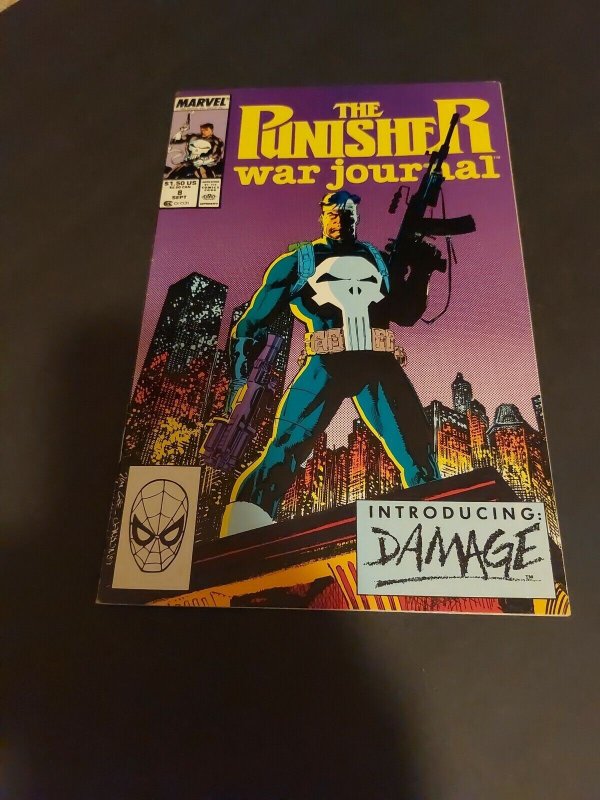 MARVEL
THE
PUNISHER
war journal
$1.50 US
8
SEPT
INTRODUCING:
DAMAGE